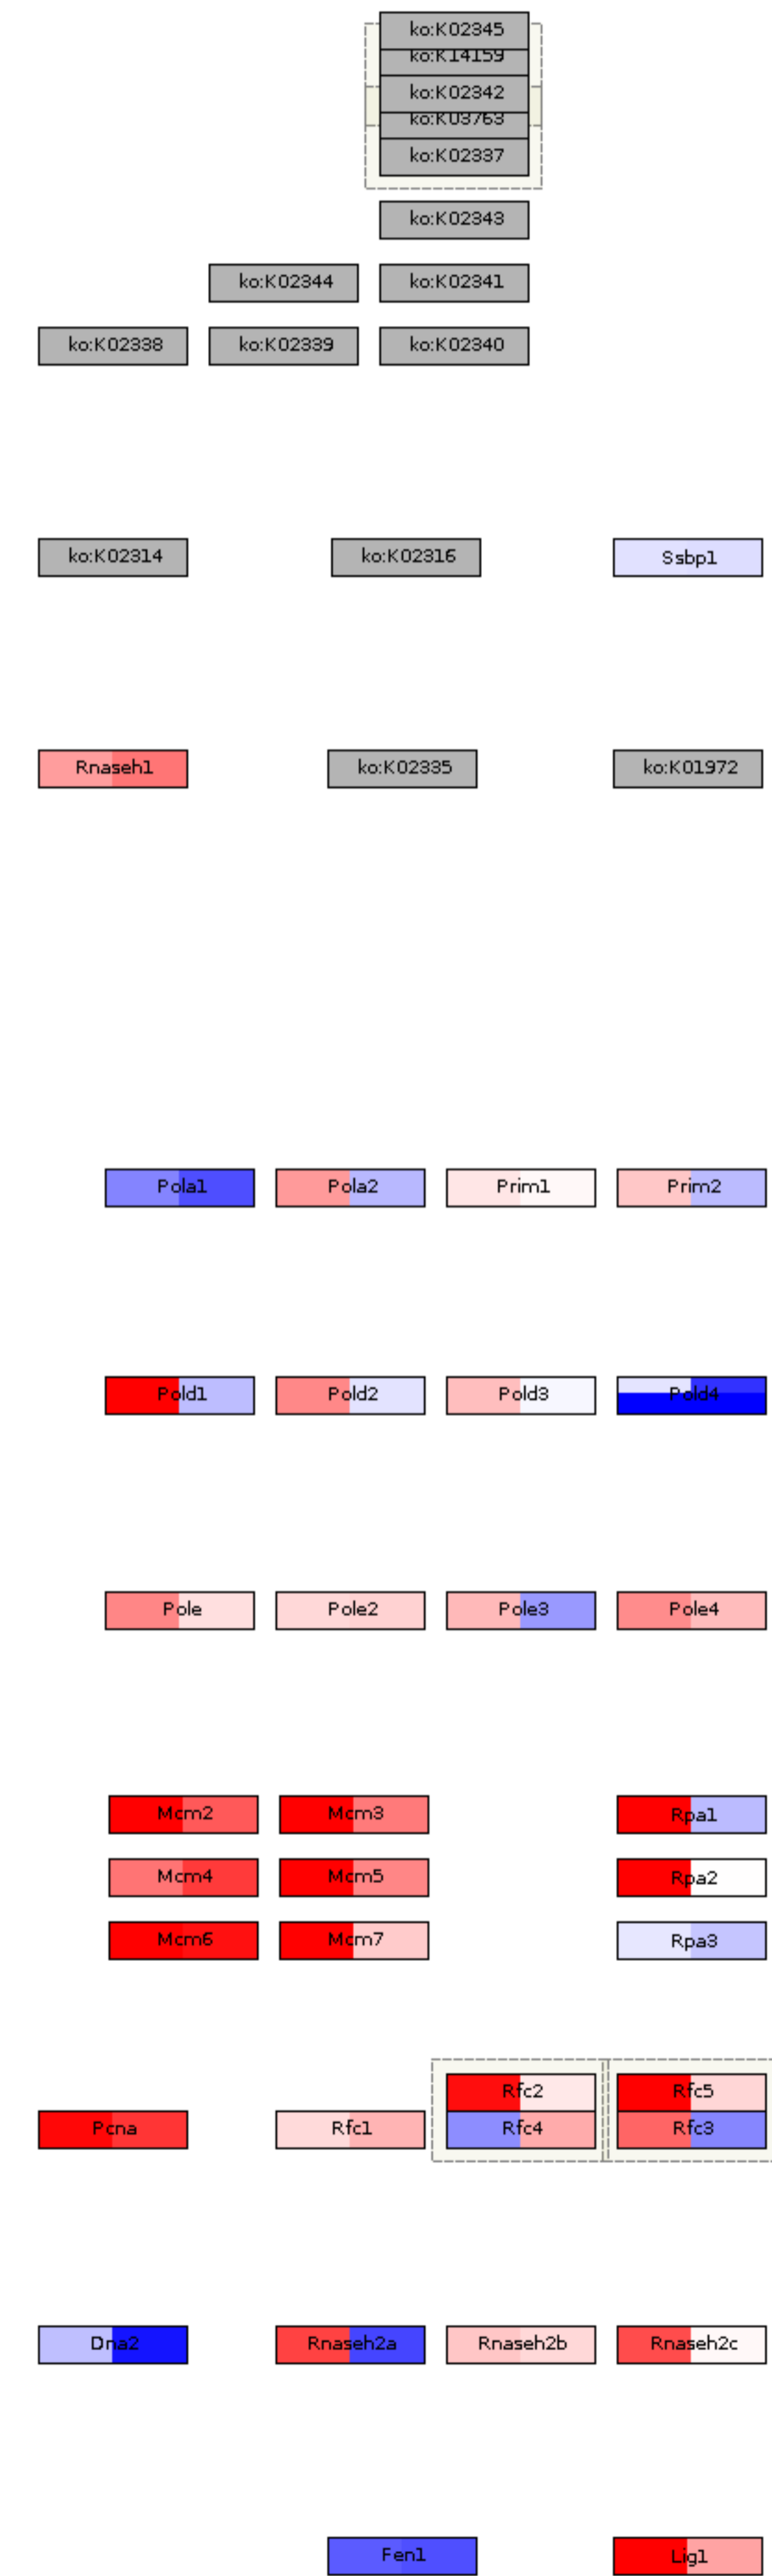 ko:K02345
ko:K14159
ko:K02342
ko:K03763
ko:K02337
ko:K02343
ko:K02344 ko:K02341
ko:K02338 ko:K02339 ko:K02340
ko:K02314 ko:K02316 Ssbp1
Rnaseh1 ko:K02335 ko:K01972
Pola1 Pola2 Prim1 Prim2
Pold1 Pold2 Pold3 Pold4
Pole Pole2 Pole3 Pole4
Mcm2 Mcm3 Rpa1
Mcm4 Mcm5 Rpa2
Mcm6 Mcm7 Rpa3
Rfc2 Rfc5
Pcna Rfc1 Rfc4 Rfc3
Dna2 Rnaseh2a Rnaseh2b Rnaseh2c
Fen1 Lig1